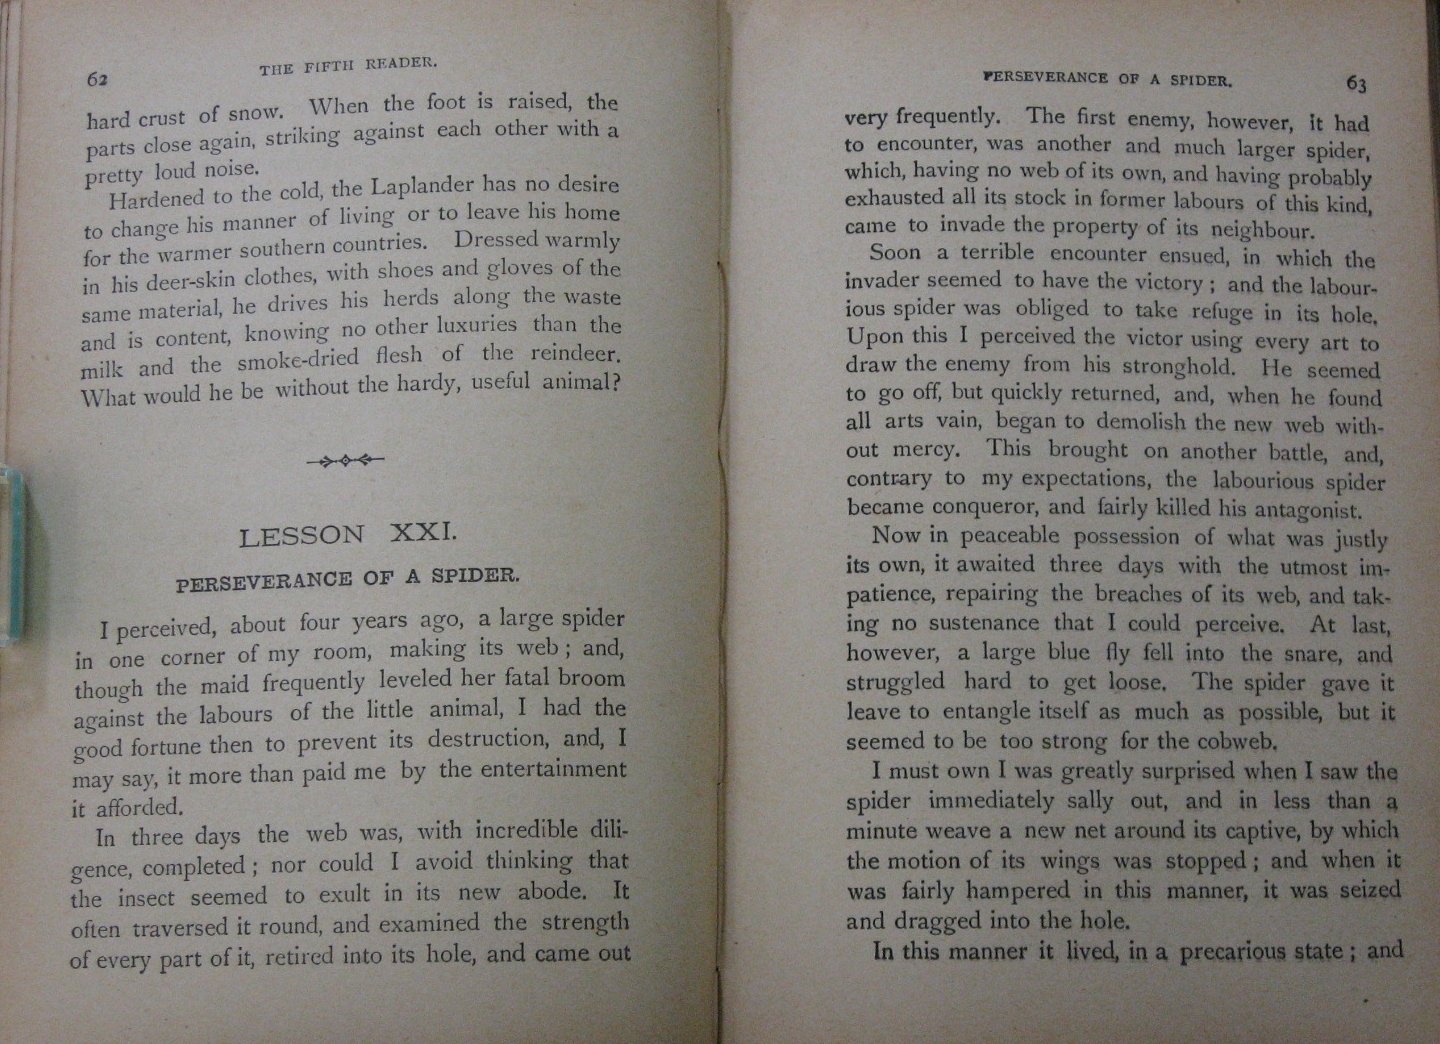 62
THE FIFTH READER.
hard crust of snow. When the foot is raised, the
parts close again, striking against each other with a
pretty loud noise.
Hardened to the cold, the Laplander has no desire
to change his manner of living or to leave his home
for the warmer southern countries. Dressed warmly
in his deer-skin clothes, with shoes and gloves of the
same material, he drives his herds along the waste
and is content, knowing no other luxuries than the
milk and the smoke-dried flesh of the reindeer.
What would he be without the hardy, useful animal?
LESSON XXI.
PERSEVERANCE OF A SPIDER.
I perceived, about four years ago, a large spider
in one corner of my room, making its web; and,
though the maid frequently leveled her fatal broom
against the labours of the little animal, I had the
good fortune then to prevent its destruction, and, I
may say, it more than paid me by the entertainment
it afforded.
In three days the web was, with incredible dili-
gence, completed; nor could I avoid thinking that
the insect seemed to exult in its new abode. It
often traversed it round, and examined the strength
of every part of it, retired into its hole, and came out
PERSEVERANCE OF A SPIDER.
63
very frequently. The first enemy, however, it had
to encounter, was another and much larger spider,
which, having no web of its own, and having probably
exhausted all its stock in former labours of this kind,
came to invade the property of its neighbour.
Soon a terrible encounter ensued, in which the
invader seemed to have the victory; and the labour-
ious spider was obliged to take refuge in its hole.
Upon this I perceived the victor using every art to
draw the enemy from his stronghold. He seemed
to go off, but quickly returned, and, when he found
all arts vain, began to demolish the new web with-
out mercy. This brought on another battle, and,
contrary to my expectations, the labourious spider
became conqueror, and fairly killed his antagonist.
Now in peaceable possession of what was justly
its own, it awaited three days with the utmost im-
patience, repairing the breaches of its web, and tak-
ing no sustenance that I could perceive. At last,
however, a large blue fly fell into the snare, and
struggled hard to get loose. The spider gave it
leave to entangle itself as much as possible, but it
seemed to be too strong for the cobweb.
I must own I was greatly surprised when I saw the
spider immediately sally out, and in less than a
minute weave a new net around its captive, by which
the motion of its wings was stopped; and when it
was fairly hampered in this manner, it was seized
and dragged into the hole.
In this manner it lived, in a precarious state; and